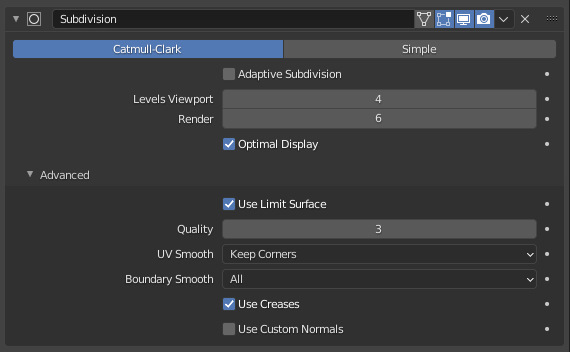 Subdivision
Catmull-Clark Simple
Adaptive Subdivision
Levels Viewport 4
Render 6
Optimal Display
Advanced
Use Limit Surface
Quality 3
UV Smooth Keep Corners
Boundary Smooth All
Use Creases
Use Custom Normals